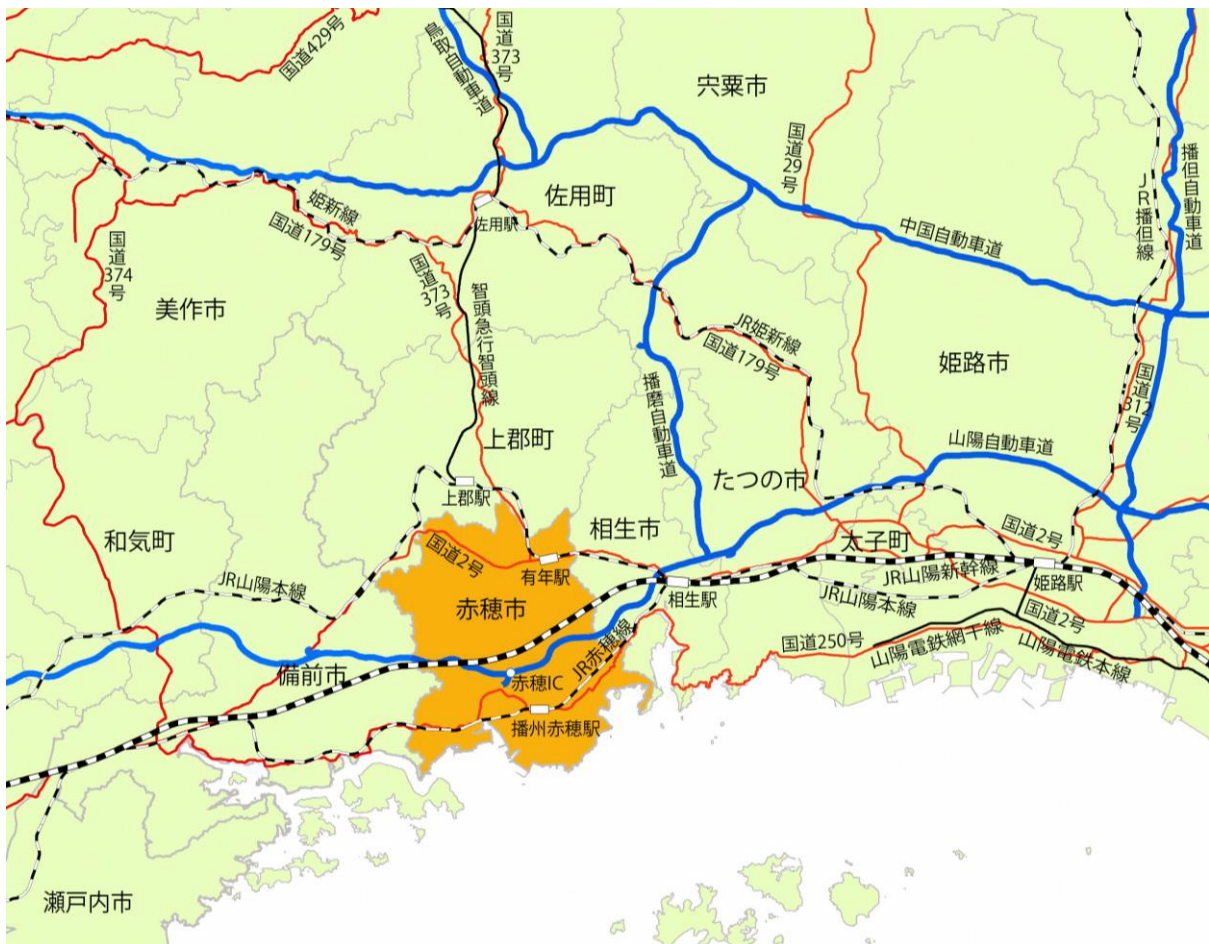 国道429号
鳥取自動車道
国道373号
宍粟市
国道29号
播但自動車道
JR播但線
佐用町
佐用駅
姫新線
国道179号
国道374号
国道373号
中国自動車道
美作市
智頭急行智頭線
JR姫新線
国道179号
姫路市
国道312号
播磨自動車道
山陽自動車道
上郡町
たつの市
上郡駅
和気町
国道2号
相生市
太子町
国道2号
有年駅
JR山陽本線
赤穂市
相生駅
JR山陽新幹線
JR山陽本線
姫路駅
国道2号
国道250号
山陽電鉄網干線
山陽電鉄本線
JR赤穂線
備前市
赤穂IC
播州赤穂駅
瀬戸内市